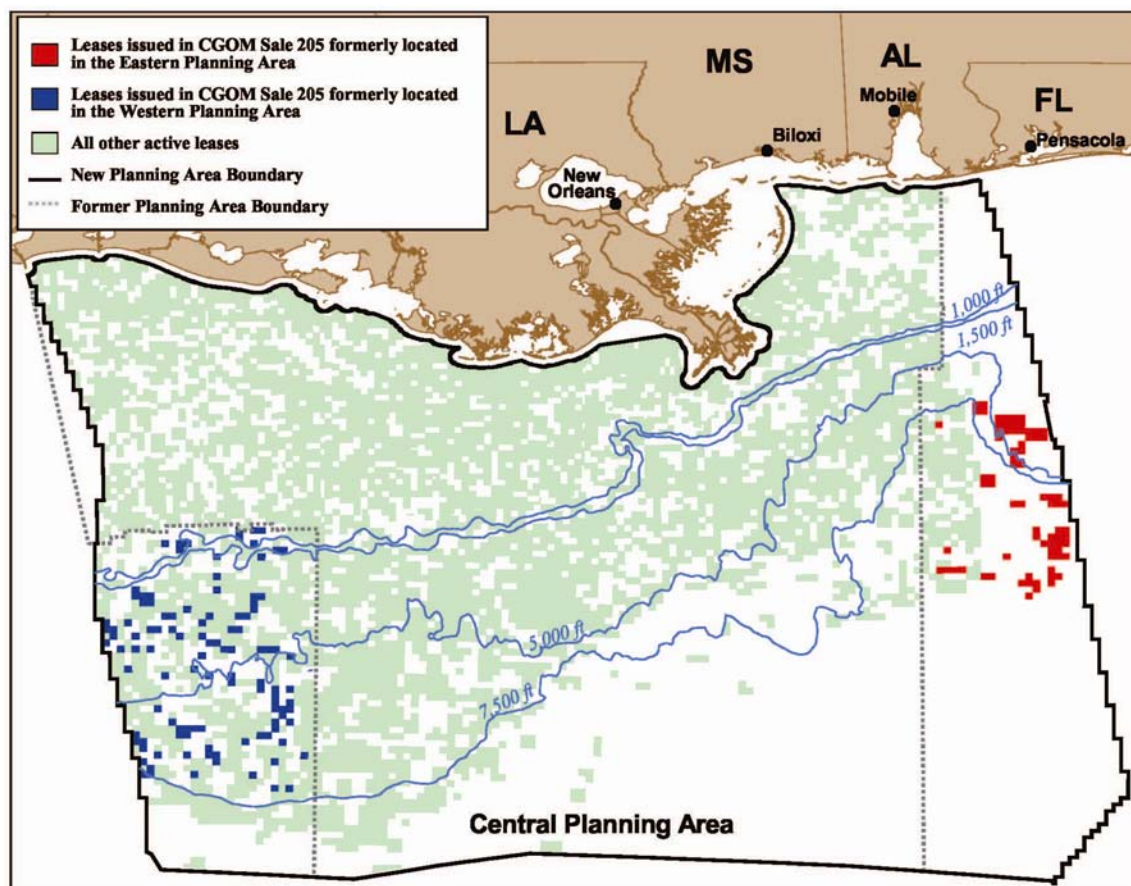 Leases issued in CGOM Sale 205 formerly located
in the Eastern Planning Area
Leases issued in CGOM Sale 205 formerly located
in the Western Planning Area
All other active leases
New Planning Area Boundary
Former Planning Area Boundary
MS
AL
FL
LA
Mobile
Biloxi
Pensacola
New
Orleans
1,000 ft
1,500 ft
5,000 ft
7,500 ft
Central Planning Area